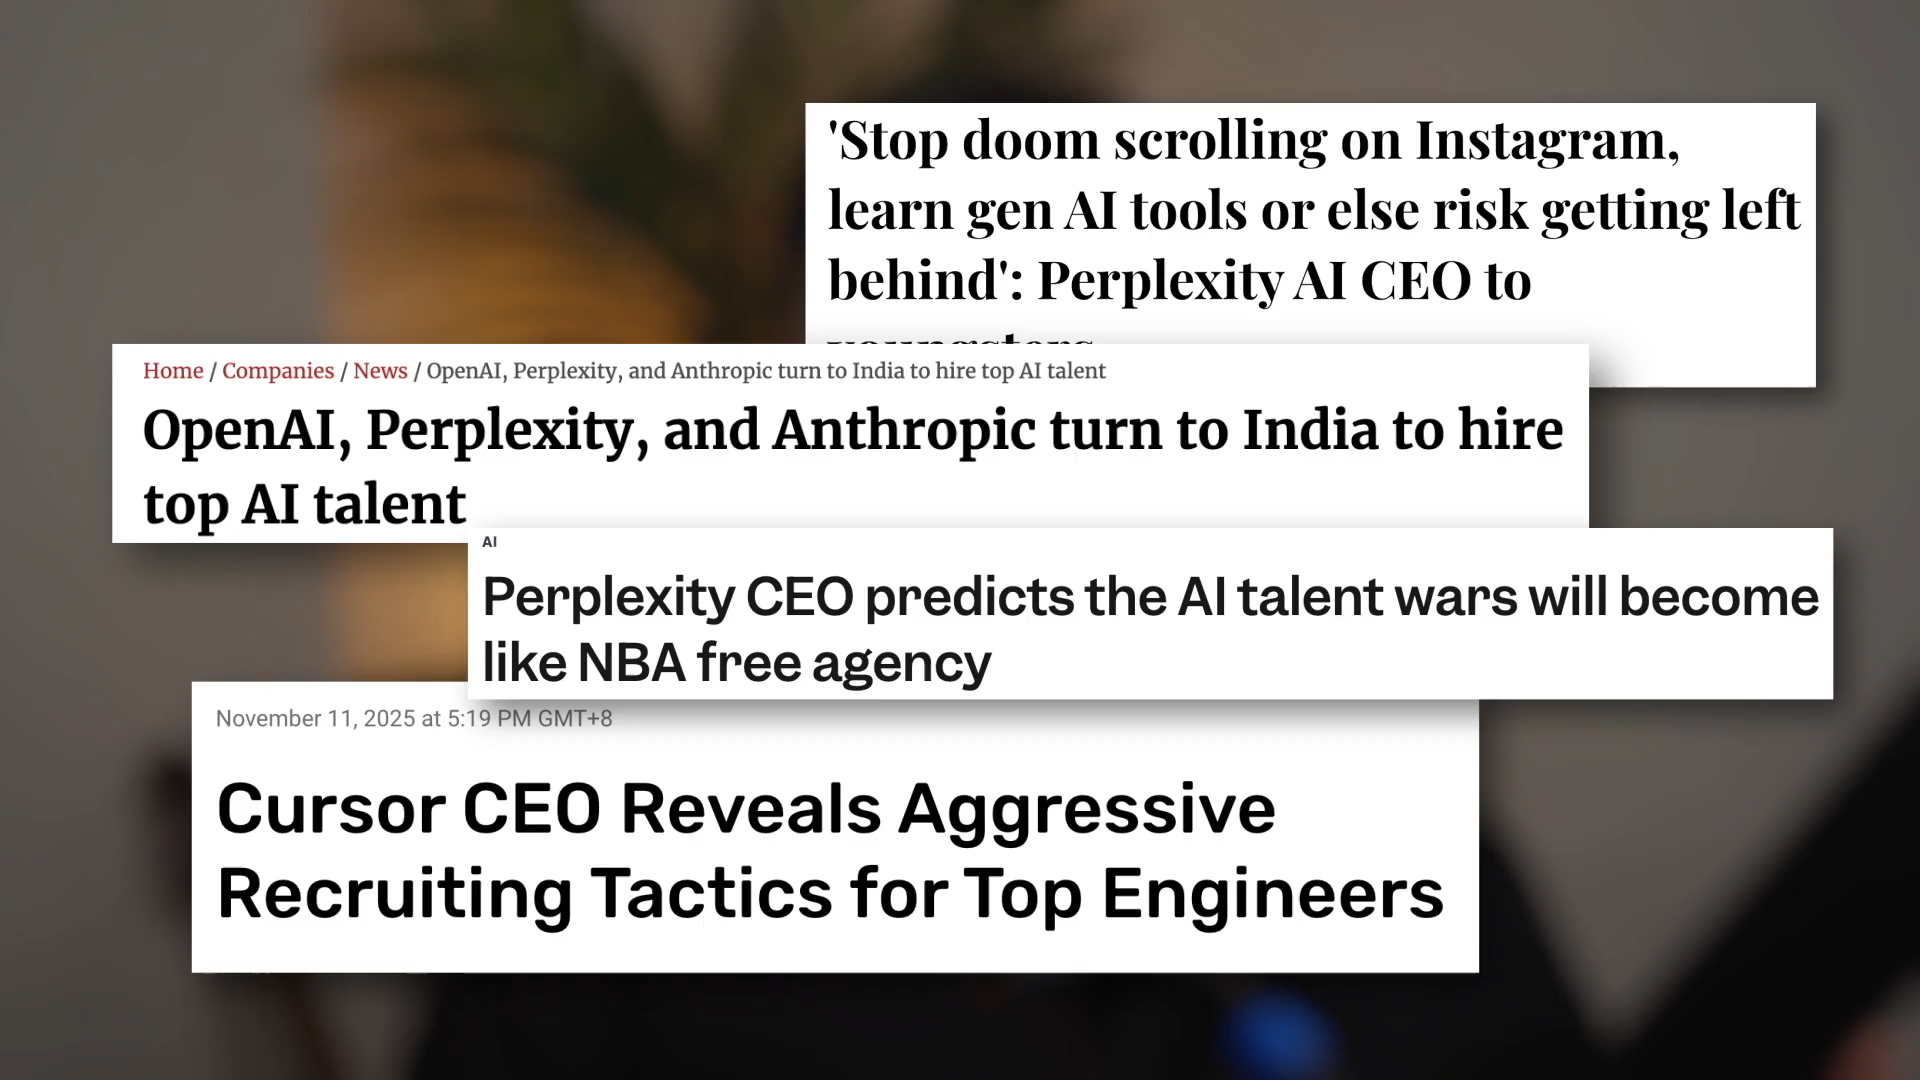 'Stop doom scrolling on Instagram,
learn gen AI tools or else risk getting left
behind': Perplexity AI CEO to
youngsters
Home / Companies / News / OpenAI, Perplexity, and Anthropic turn to India to hire top AI talent
OpenAI, Perplexity, and Anthropic turn to India to hire
top AI talent
AI
Perplexity CEO predicts the AI talent wars will become
like NBA free agency
November 11, 2025 at 5:19 PM GMT+8
Cursor CEO Reveals Aggressive
Recruiting Tactics for Top Engineers